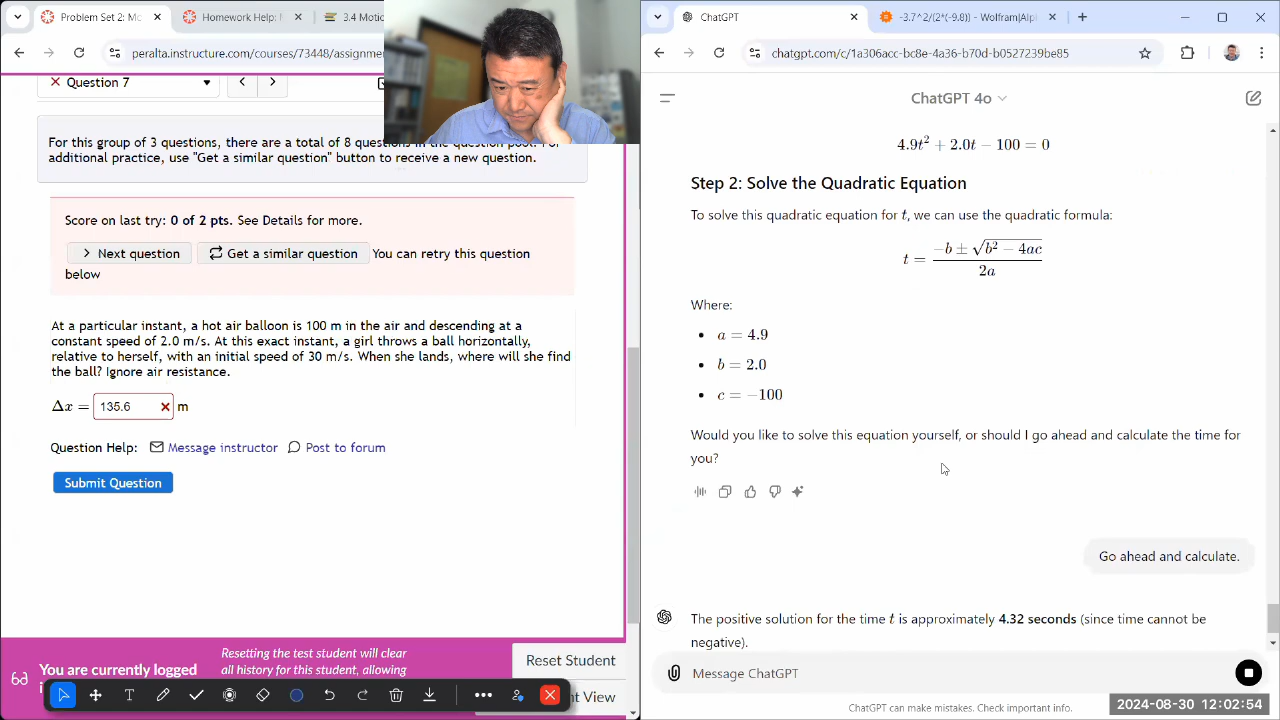 Problem Set 2: Mo
Homework Help:
3.4 Motio
peralta.instructure.com/courses/73448/assignme
Question 7
For this group of 3 questions, there are a total of 8 questions in the question pool. For
additional practice, use "Get a similar question" button to receive a new question.
Score on last try: 0 of 2 pts. See Details for more.
Next question
Get a similar question
You can retry this question
below
At a particular instant, a hot air balloon is 100 m in the air and descending at a
constant speed of 2.0 m/s. At this exact instant, a girl throws a ball horizontally,
relative to herself, with an initial speed of 30 m/s. When she lands, where will she find
the ball? Ignore air resistance.
Δx = 135.6 m
Question Help: Message instructor Post to forum
Submit Question
You are currently logged
Resetting the test student will clear
all history for this student, allowing
Reset Student
nt View
ChatGPT
-3.7^2/(2*(-9.8)) - Wolfram|Alp
chatgpt.com/c/1a306acc-bc8e-4a36-b70d-b0527239be85
ChatGPT 4o
4.9t² + 2.0t − 100 = 0
Step 2: Solve the Quadratic Equation
To solve this quadratic equation for t, we can use the quadratic formula:
t = (−b ± √(b² − 4ac)) / 2a
Where:
• a = 4.9
• b = 2.0
• c = −100
Would you like to solve this equation yourself, or should I go ahead and calculate the time for
you?
Go ahead and calculate.
The positive solution for the time t is approximately 4.32 seconds (since time cannot be
negative).
Message ChatGPT
ChatGPT can make mistakes. Check important info.
2024-08-30 12:02:54